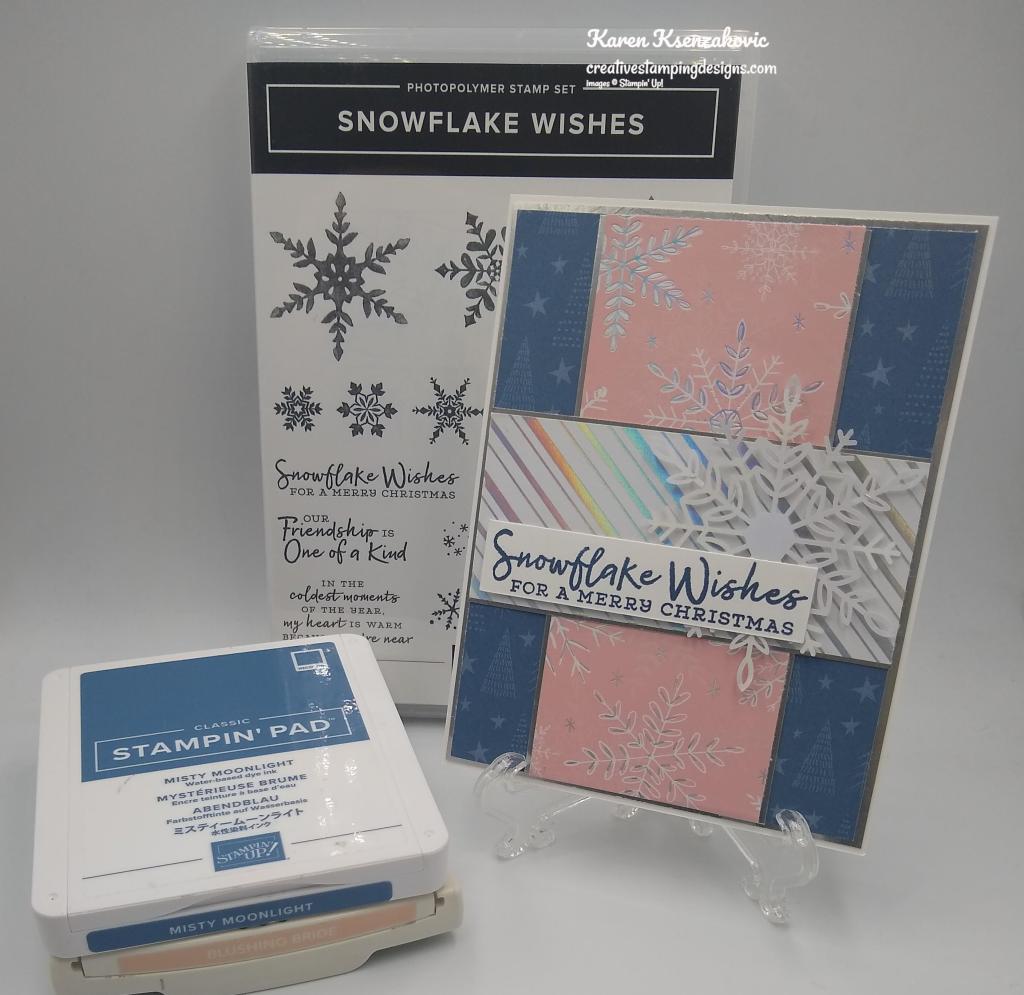 Karen Ksenzakovic
creativestampingdesigns.com
Images © Stampin' Up!
PHOTOPOLYMER STAMP SET
SNOWFLAKE WISHES
Snowflake Wishes
FOR A MERRY CHRISTMAS
OUR
Friendship IS
One of a Kind
IN THE
coldest moments
OF THE YEAR,
my heart IS WARM
near
Snowflake Wishes
FOR A MERRY CHRISTMAS
CLASSIC
STAMPIN' PAD™
MISTY MOONLIGHT
Water-based dye ink
MYSTÉRIEUSE BRUME
Encre teinture à base d'eau
ABENDBLAU
Farbstofftinte auf Wasserbasis
ミスティームーンライト
水性染料インク
STAMPIN' UP!
MISTY MOONLIGHT
BLUSHING BRIDE